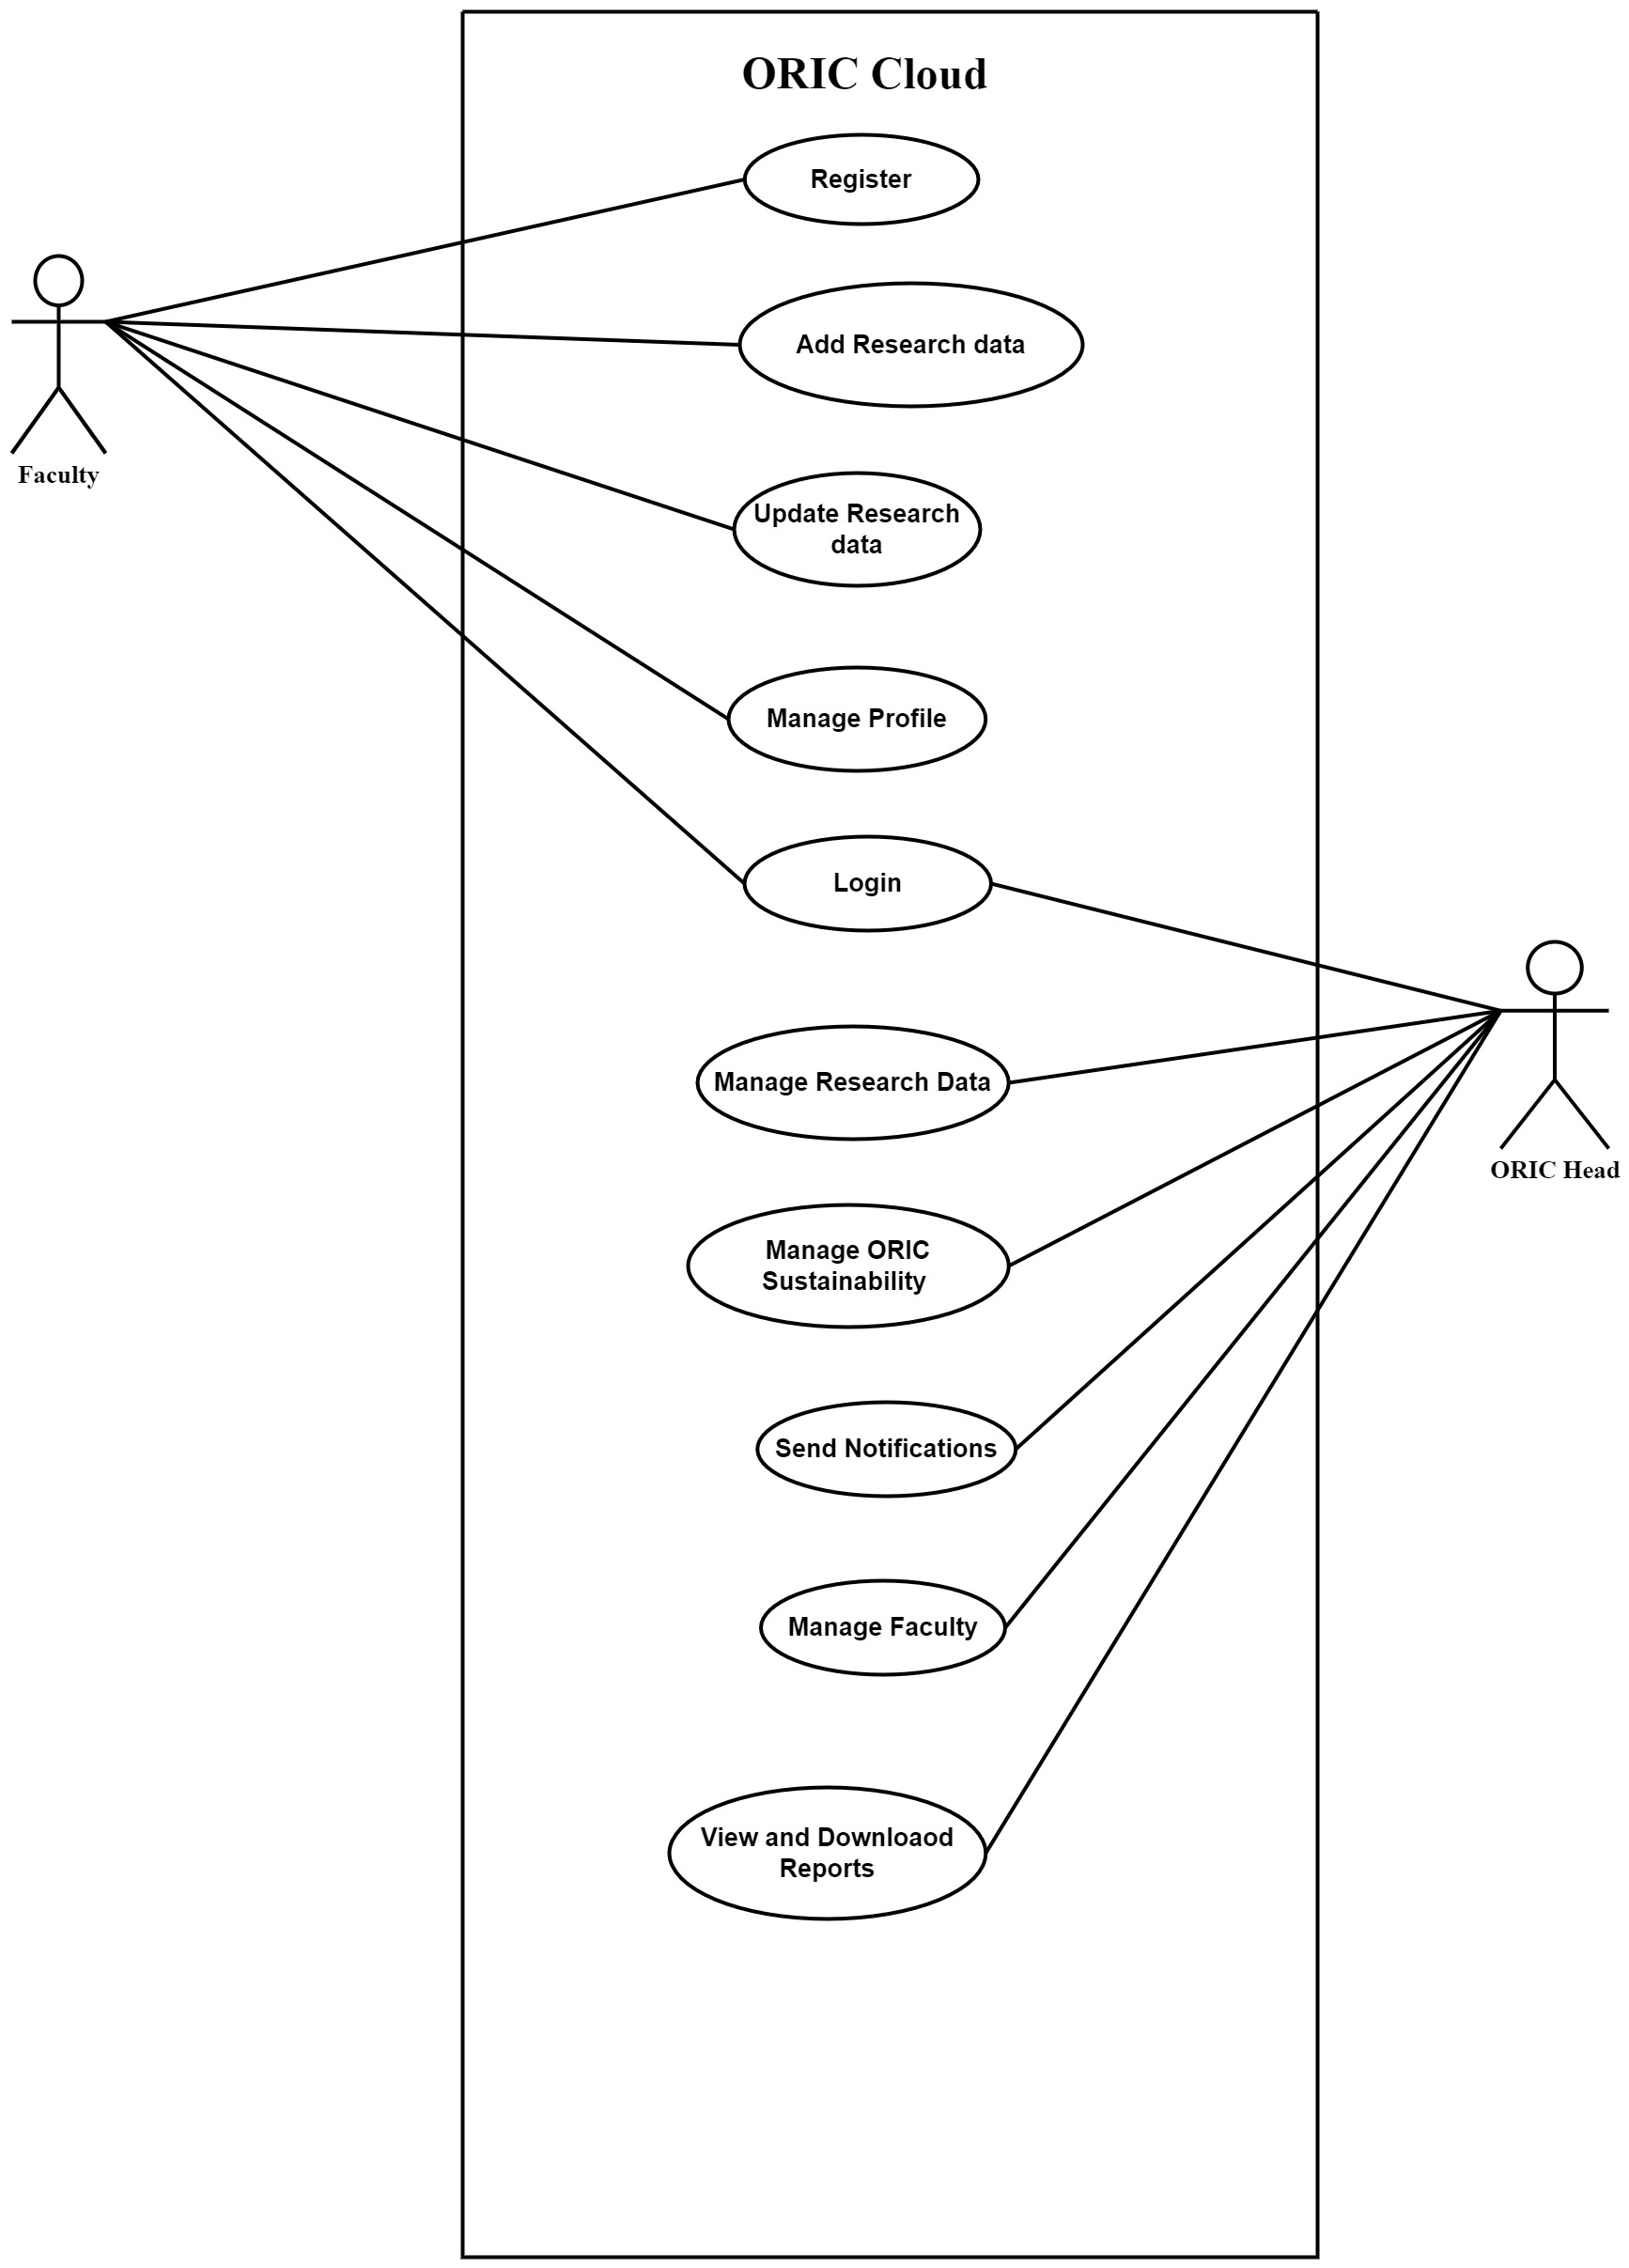 ORIC Cloud
Register
Add Research data
Faculty
Update Research
data
Manage Profile
Login
Manage Research Data
ORIC Head
Manage ORIC
Sustainability
Send Notifications
Manage Faculty
View and Downloaod
Reports